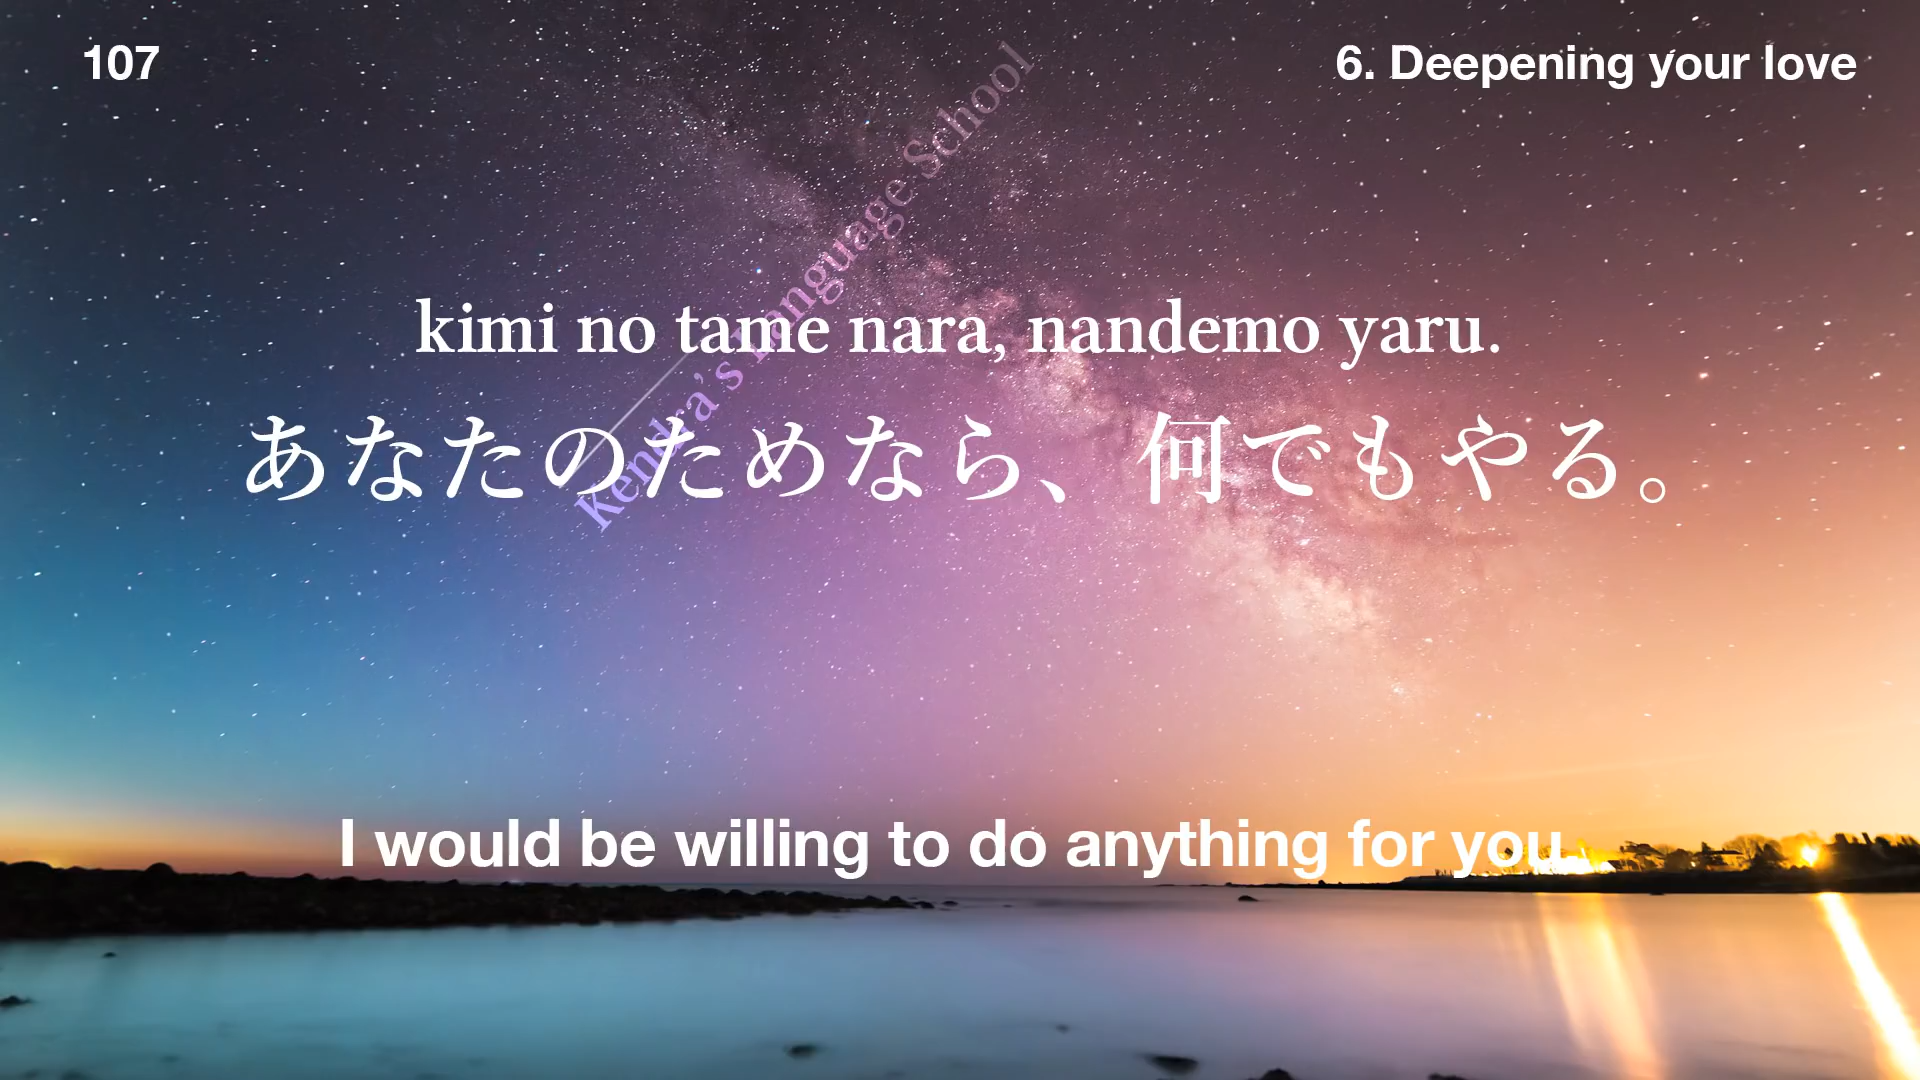 107
6. Deepening your love
Kendra's Language School
kimi no tame nara, nandemo yaru.
あなたのためなら、何でもやる。
I would be willing to do anything for you.